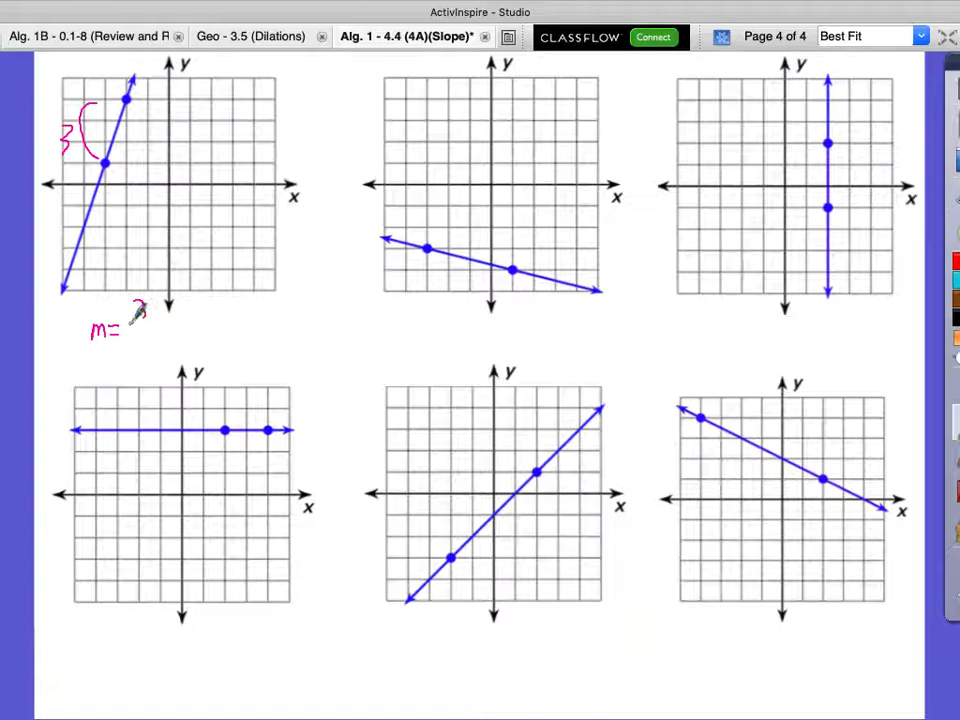 ActivInspire - Studio
Alg. 1B - 0.1-8 (Review and R
Geo - 3.5 (Dilations)
Alg. 1 - 4.4 (4A)(Slope)*
CLASSFLOW
Connect
Page 4 of 4
Best Fit
y
x
3
m=
y
x
y
x
y
x
y
x
y
x